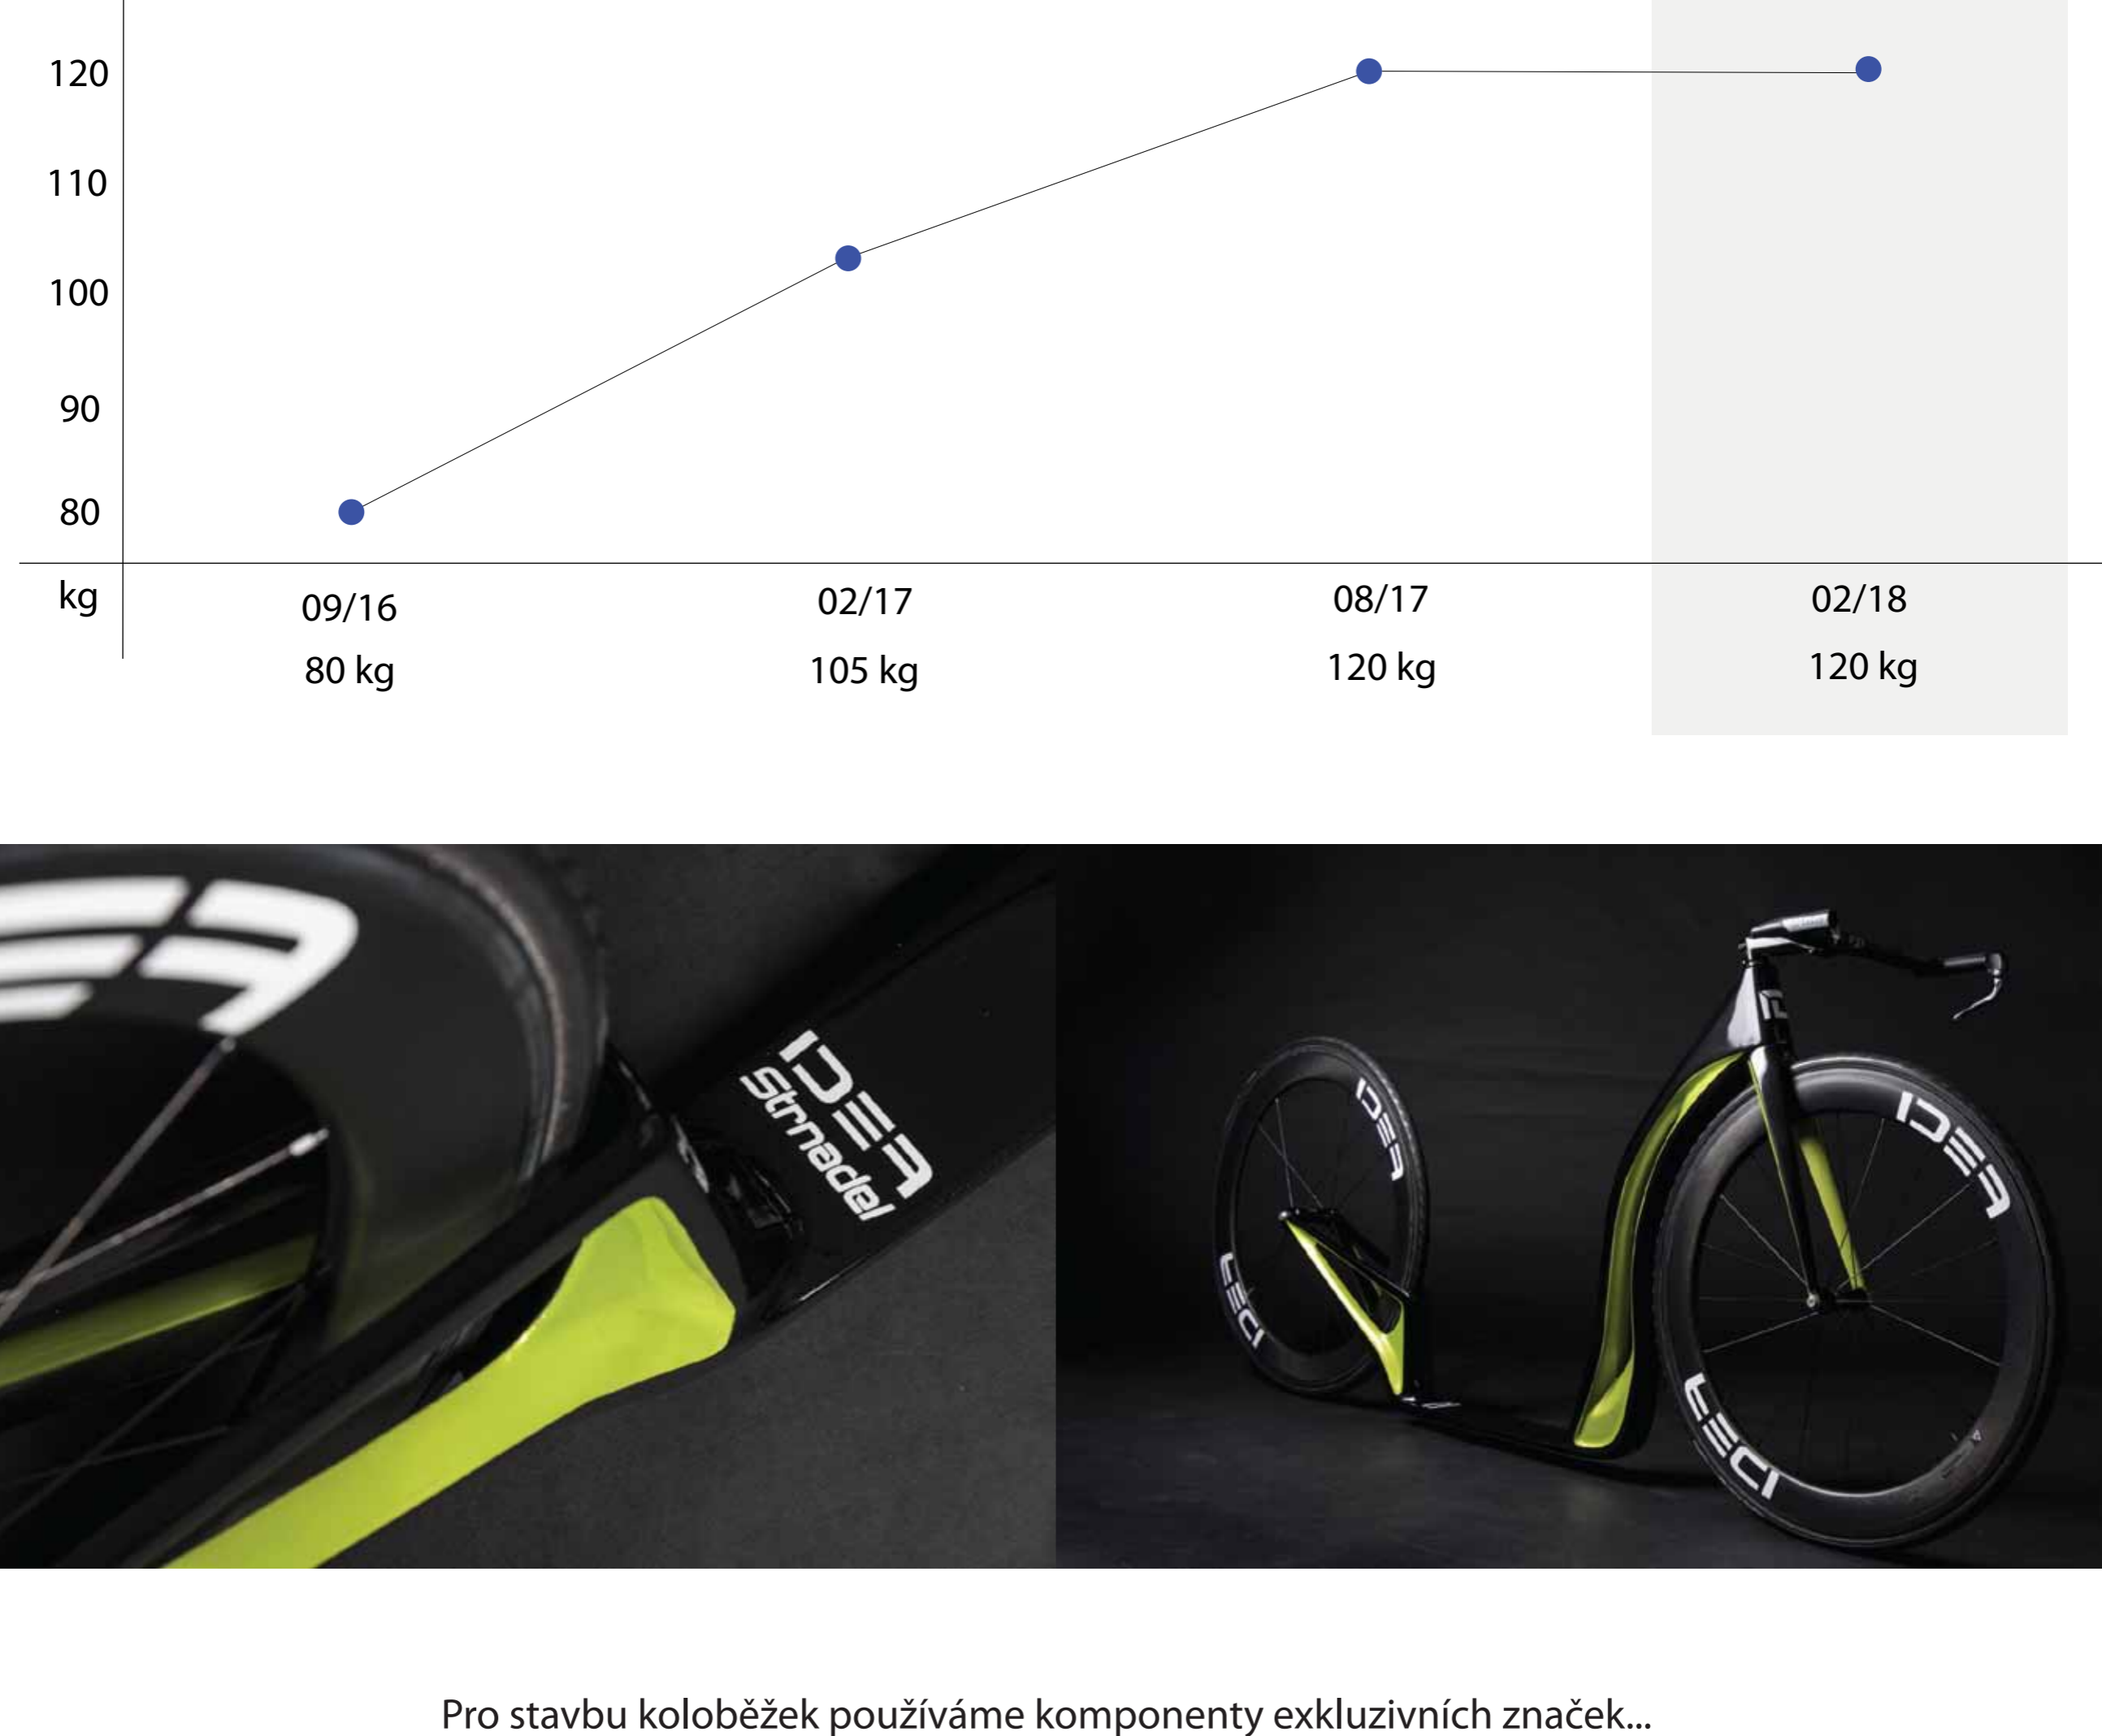 120
110
100
90
80
kg
09/16
02/17
08/17
02/18
80 kg
105 kg
120 kg
120 kg
IDEA
Strnadel
IDEA
IDEA
IDEA
IDEA
Pro stavbu koloběžek používáme komponenty exkluzivních značek...